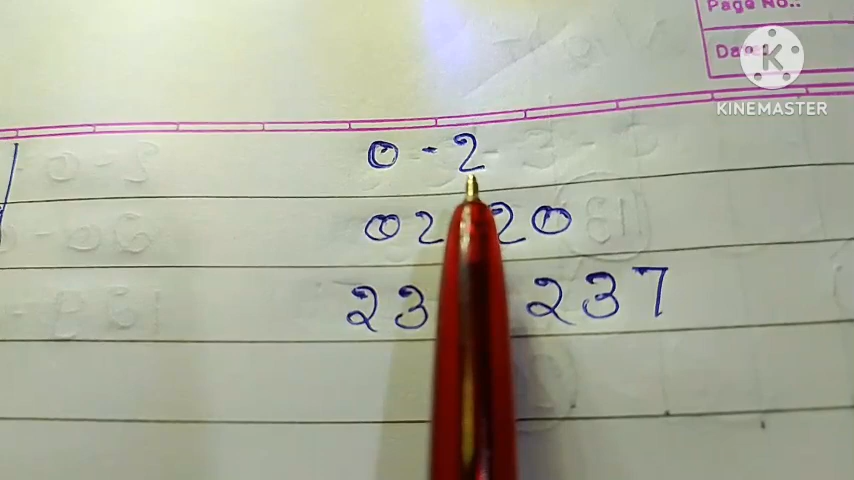 Page No..
Date
KINEMASTER
0 - 2
02 20
23 237